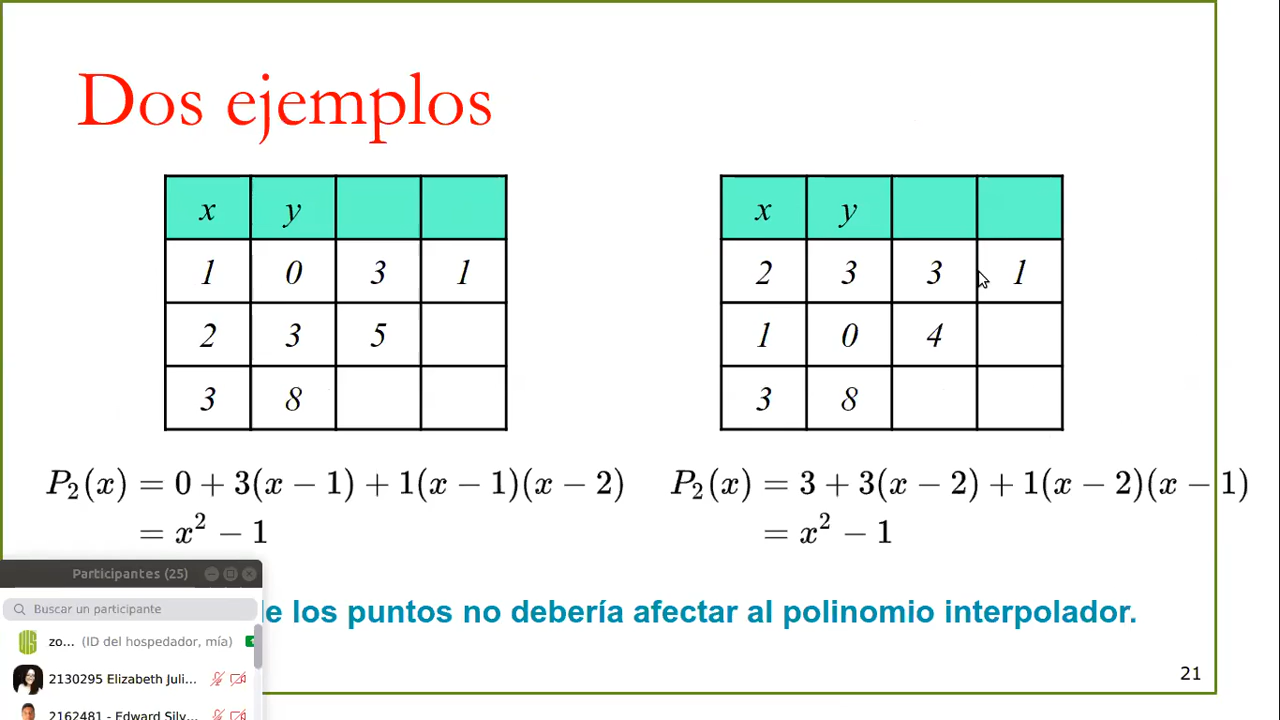 Dos ejemplos
x y
1 0 3 1
2 3 5
3 8
x y
2 3 3 1
1 0 4
3 8
P₂(x) = 0 + 3(x − 1) + 1(x − 1)(x − 2)
= x² − 1
P₂(x) = 3 + 3(x − 2) + 1(x − 2)(x − 1)
= x² − 1
de los puntos no debería afectar al polinomio interpolador.
21
Participantes (25)
Buscar un participante
zo... (ID del hospedador, mía)
2130295 Elizabeth Juli...
2162481 - Edward Silv...